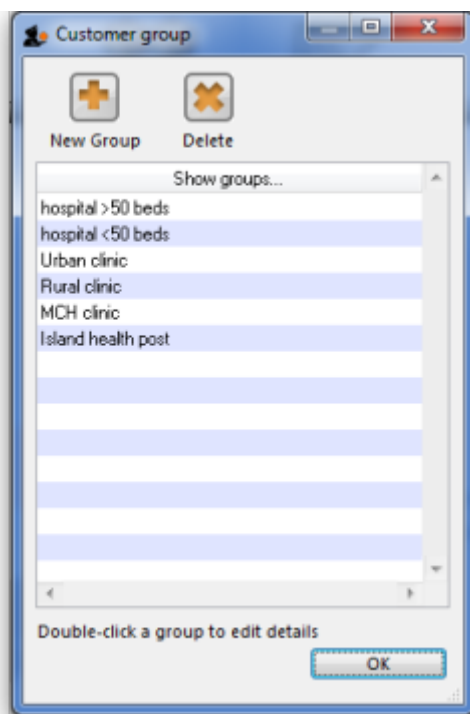 Customer group
New Group Delete
Show groups...
hospital >50 beds
hospital <50 beds
Urban clinic
Rural clinic
MCH clinic
Island health post
Double-click a group to edit details
OK